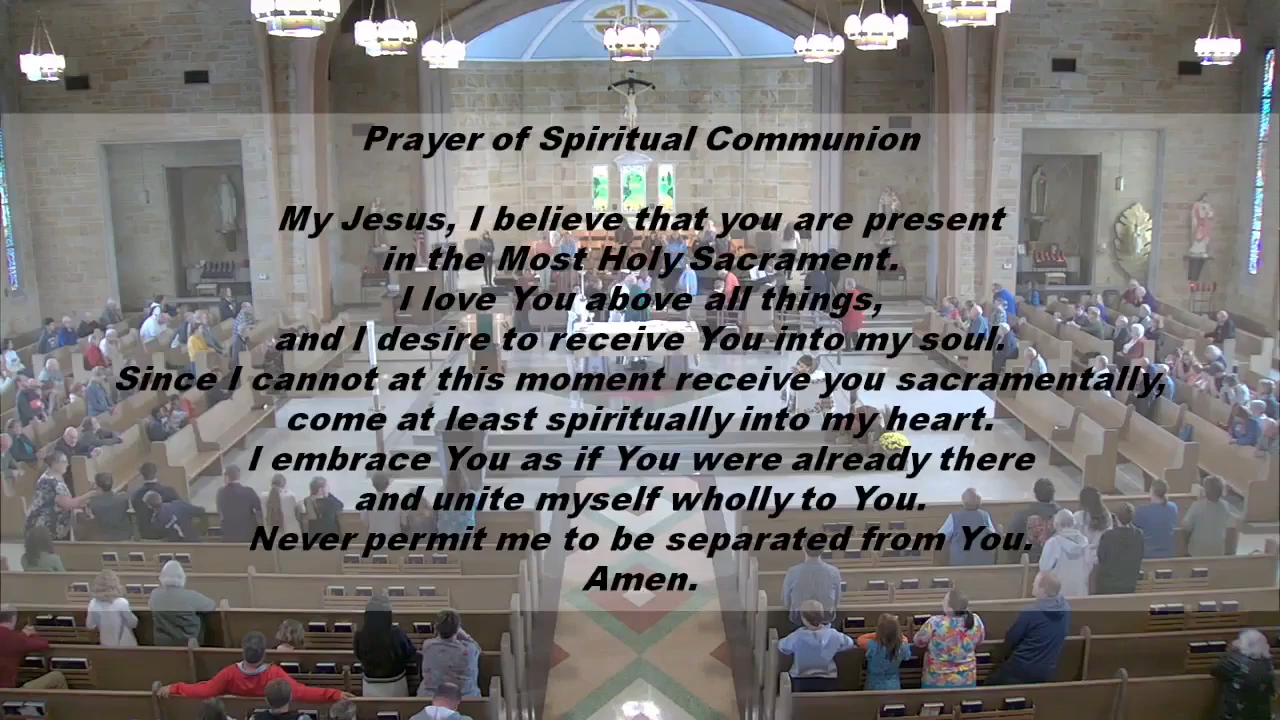 Prayer of Spiritual Communion
My Jesus, I believe that you are present
in the Most Holy Sacrament.
I love You above all things,
and I desire to receive You into my soul.
Since I cannot at this moment receive you sacramentally,
come at least spiritually into my heart.
I embrace You as if You were already there
and unite myself wholly to You.
Never permit me to be separated from You.
Amen.